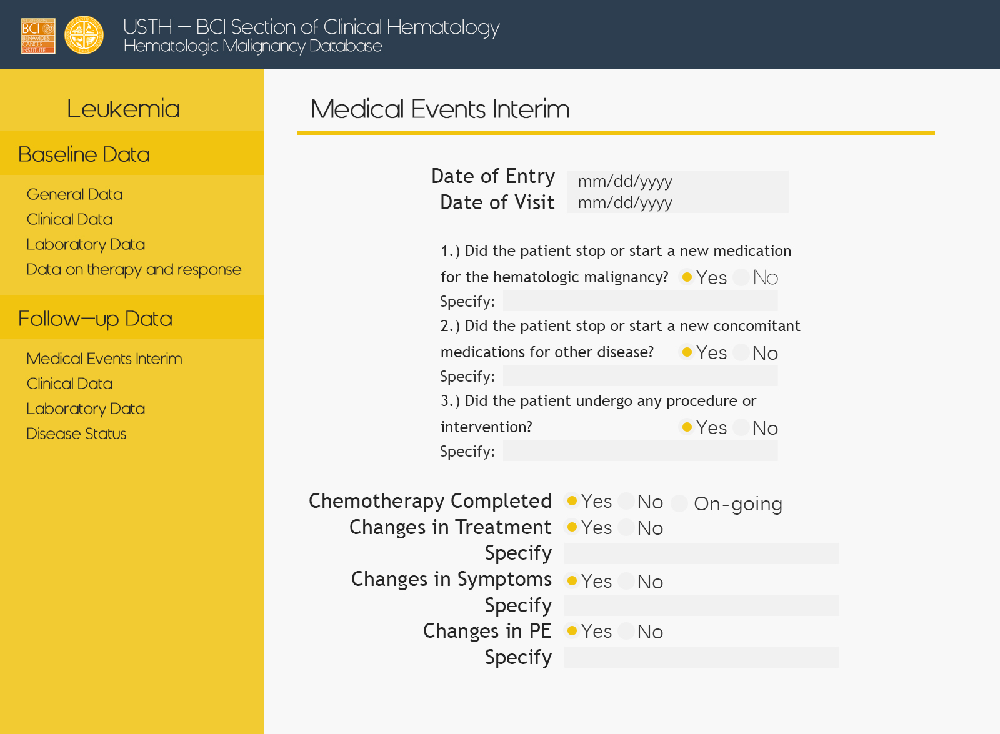 BCI
BENAVIDES
CANCER
INSTITUTE
USTH – BCI Section of Clinical Hematology
Hematologic Malignancy Database
Leukemia
Baseline Data
General Data
Clinical Data
Laboratory Data
Data on therapy and response
Follow-up Data
Medical Events Interim
Clinical Data
Laboratory Data
Disease Status
Medical Events Interim
Date of Entry mm/dd/yyyy
Date of Visit mm/dd/yyyy
1.) Did the patient stop or start a new medication
for the hematologic malignancy? Yes No
Specify:
2.) Did the patient stop or start a new concomitant
medications for other disease? Yes No
Specify:
3.) Did the patient undergo any procedure or
intervention? Yes No
Specify:
Chemotherapy Completed Yes No On-going
Changes in Treatment Yes No
Specify
Changes in Symptoms Yes No
Specify
Changes in PE Yes No
Specify